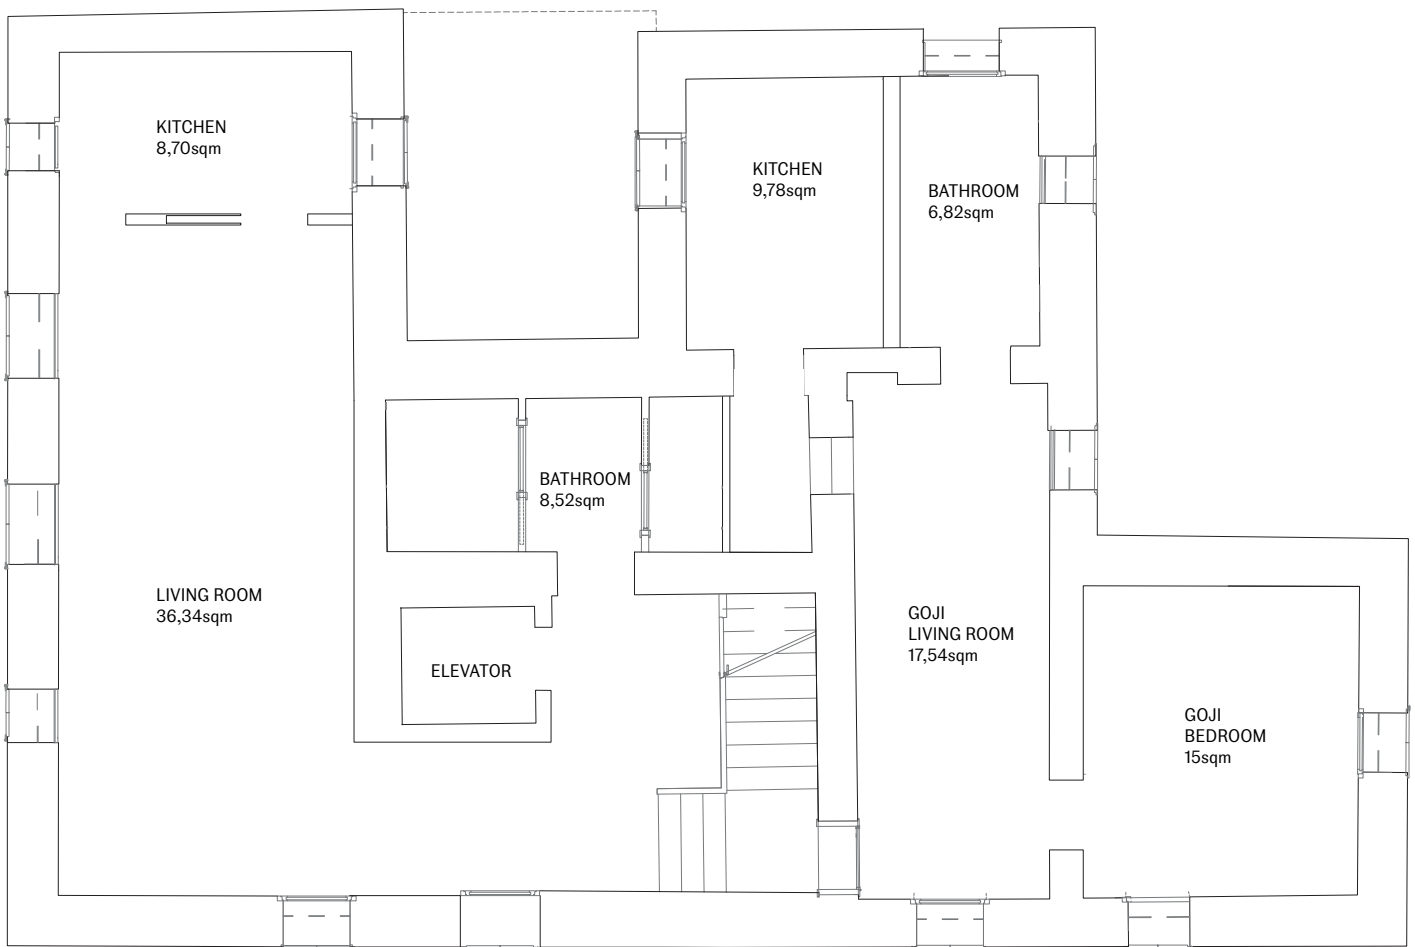 KITCHEN
8,70sqm
KITCHEN
9,78sqm
BATHROOM
6,82sqm
BATHROOM
8,52sqm
LIVING ROOM
36,34sqm
ELEVATOR
GOJI
LIVING ROOM
17,54sqm
GOJI
BEDROOM
15sqm